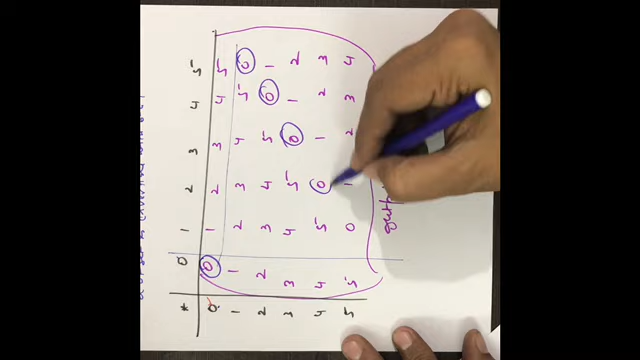 * 0 1 2 3 4 5
0 0 1 2 3 4 5
1 1 2 3 4 5 0
2 2 3 4 5 0 1
3 3 4 5 0 1 2
4 4 5 0 1 2 3
5 5 0 1 2 3 4